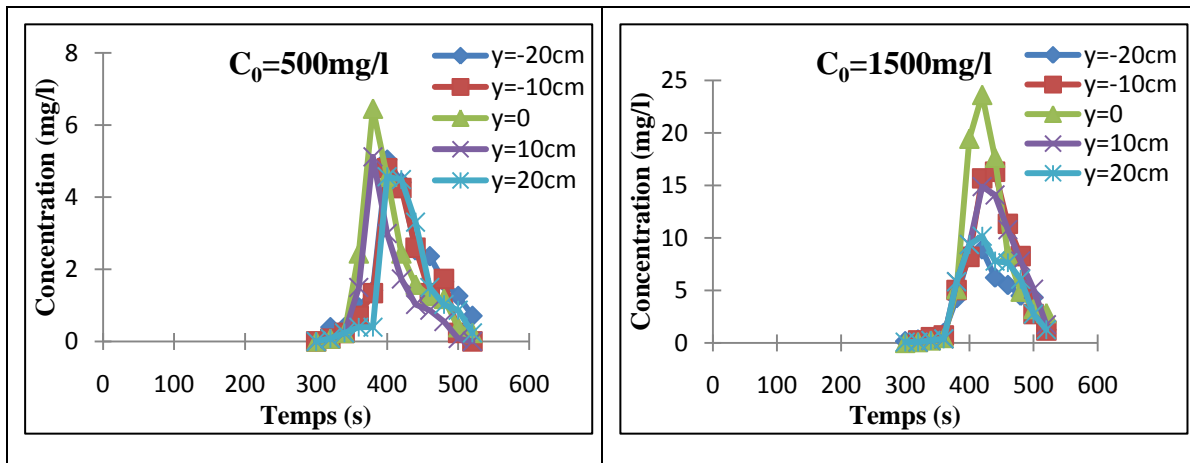 C₀=500mg/l
Concentration (mg/l)
8
6
4
2
0
0 100 200 300 400 500 600
Temps (s)
y=-20cm
y=-10cm
y=0
y=10cm
y=20cm
C₀=1500mg/l
Concentration (mg/l)
25
20
15
10
5
0
0 100 200 300 400 500 600
Temps (s)
y=-20cm
y=-10cm
y=0
y=10cm
y=20cm